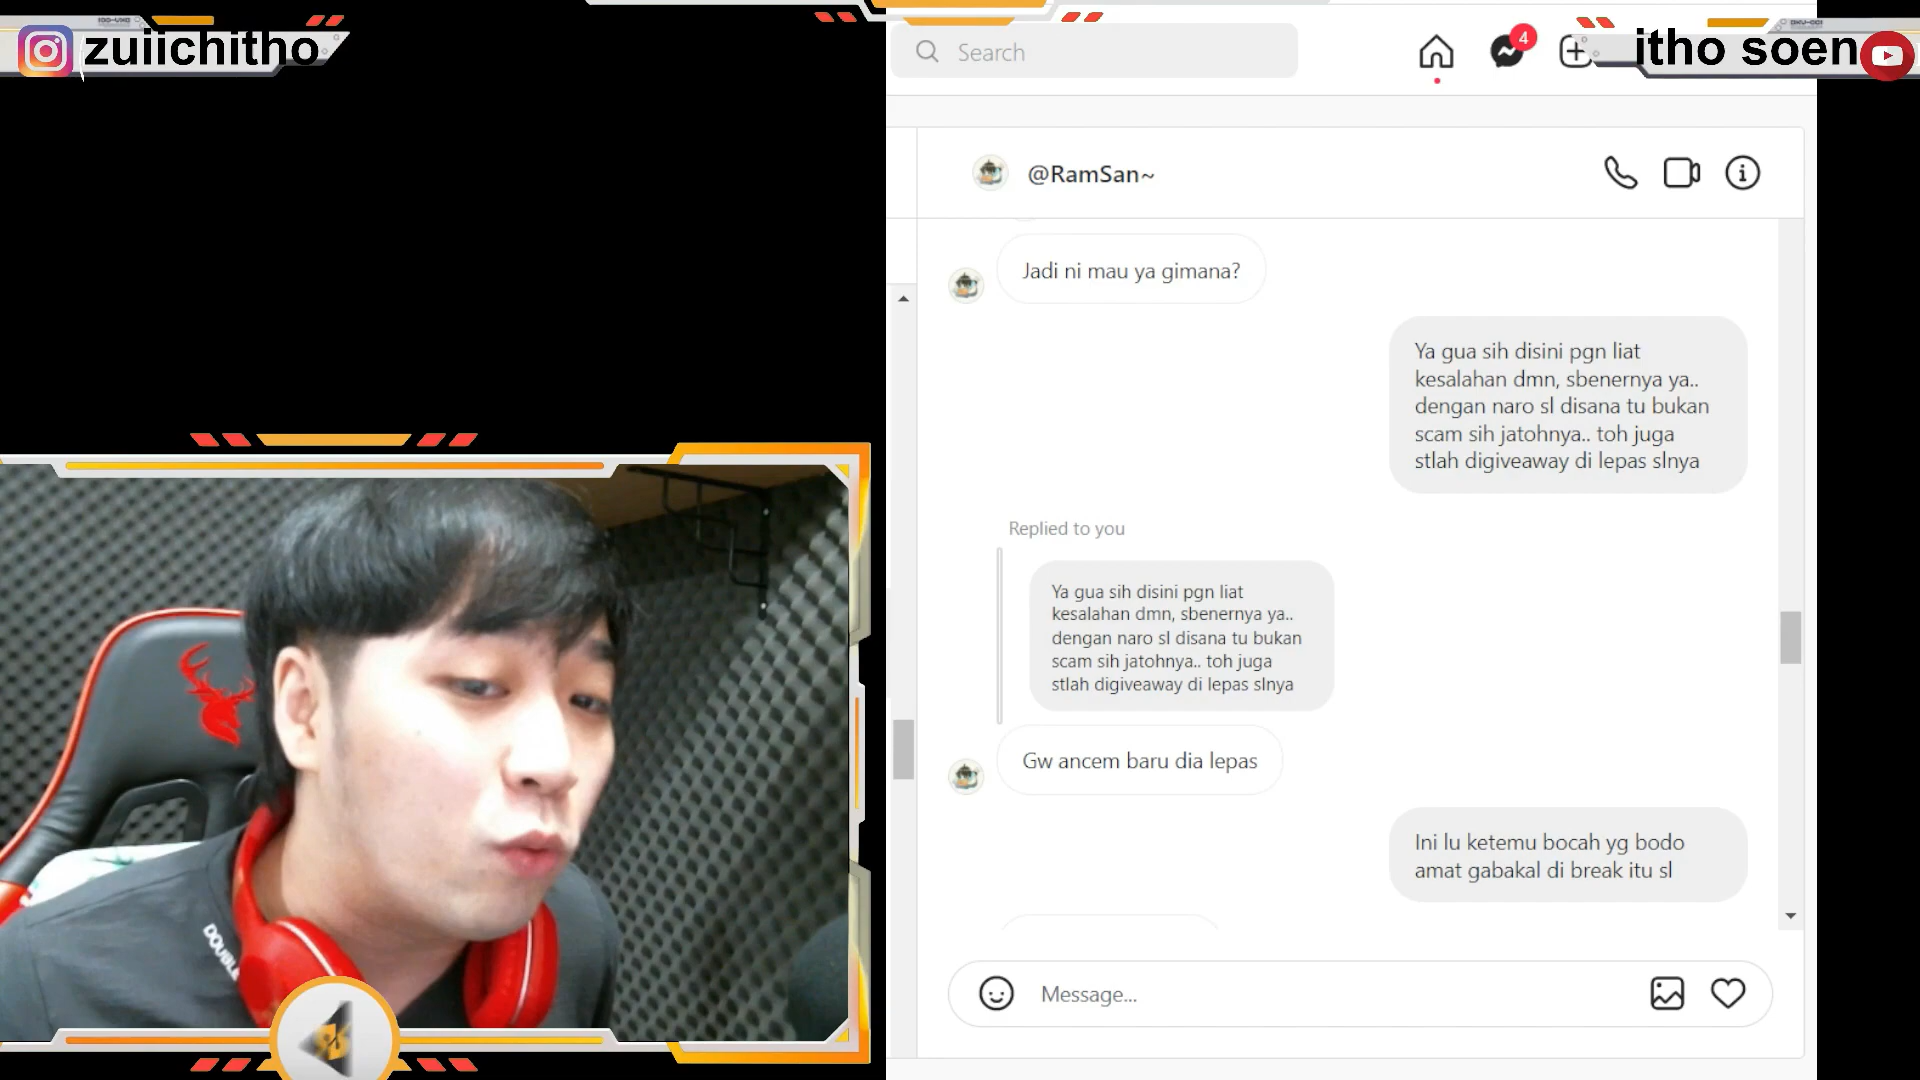 zuiichitho
Search
4
itho soen
@RamSan~
Jadi ni mau ya gimana?
Ya gua sih disini pgn liat
kesalahan dmn, sbenernya ya..
dengan naro sl disana tu bukan
scam sih jatohnya.. toh juga
stlah digiveaway di lepas slnya
Replied to you
Ya gua sih disini pgn liat
kesalahan dmn, sbenernya ya..
dengan naro sl disana tu bukan
scam sih jatohnya.. toh juga
stlah digiveaway di lepas slnya
Gw ancem baru dia lepas
Ini lu ketemu bocah yg bodo
amat gabakal di break itu sl
Message...
DOUBLE